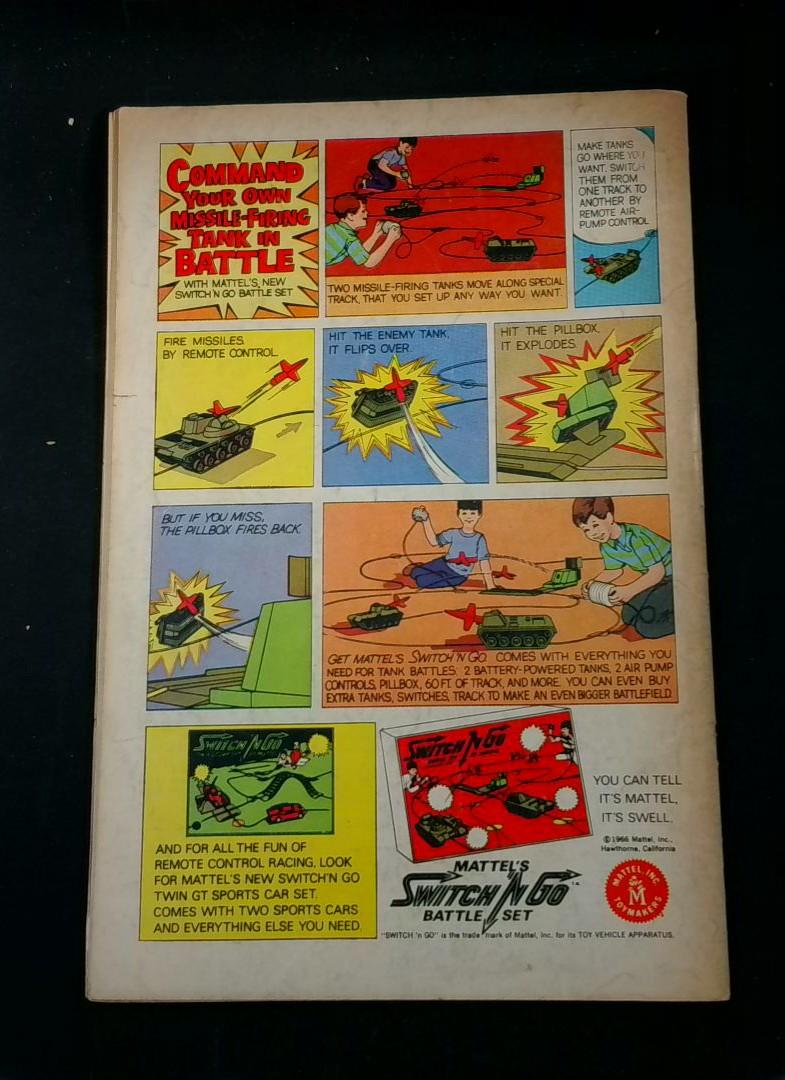 COMMAND
YOUR OWN
MISSILE-FIRING
TANK IN
BATTLE
WITH MATTEL'S NEW
SWITCH 'N GO BATTLE SET
TWO MISSILE-FIRING TANKS MOVE ALONG SPECIAL
TRACK, THAT YOU SET UP ANY WAY YOU WANT.
MAKE TANKS
GO WHERE YOU
WANT. SWITCH
THEM FROM
ONE TRACK TO
ANOTHER BY
REMOTE AIR-
PUMP CONTROL
FIRE MISSILES
BY REMOTE CONTROL.
HIT THE ENEMY TANK,
IT FLIPS OVER.
HIT THE PILLBOX,
IT EXPLODES.
BUT IF YOU MISS,
THE PILLBOX FIRES BACK.
GET MATTEL'S SWITCH 'N GO. COMES WITH EVERYTHING YOU
NEED FOR TANK BATTLES. 2 BATTERY-POWERED TANKS, 2 AIR PUMP
CONTROLS, PILLBOX, 60 FT. OF TRACK, AND MORE. YOU CAN EVEN BUY
EXTRA TANKS, SWITCHES, TRACK TO MAKE AN EVEN BIGGER BATTLEFIELD.
SWITCH 'N GO
AND FOR ALL THE FUN OF
REMOTE CONTROL RACING, LOOK
FOR MATTEL'S NEW SWITCH 'N GO
TWIN GT SPORTS CAR SET.
COMES WITH TWO SPORTS CARS
AND EVERYTHING ELSE YOU NEED.
SWITCH 'N GO
MATTEL'S
SWITCH 'N GO
BATTLE SET
YOU CAN TELL
IT'S MATTEL,
IT'S SWELL.
©1966 Mattel, Inc.,
Hawthorne, California
MATTEL, INC.
M
TOYMAKERS
"SWITCH 'n GO" is the trade mark of Mattel, Inc. for its TOY VEHICLE APPARATUS.